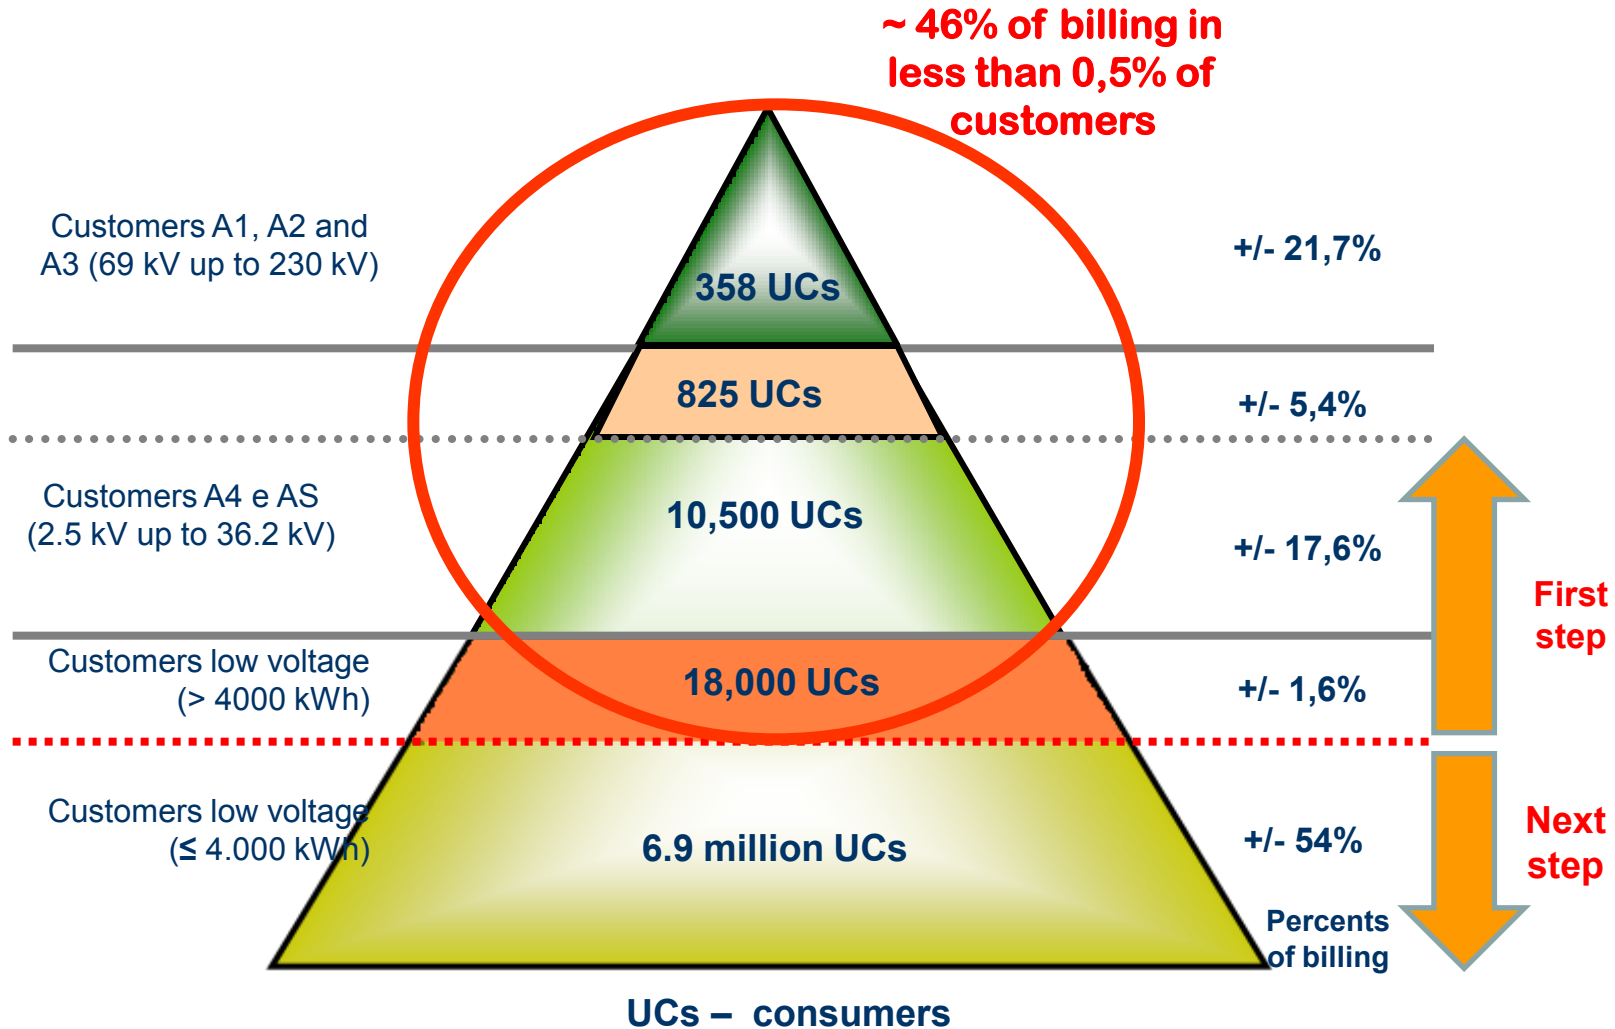 ~ 46% of billing in
less than 0,5% of
customers
Customers A1, A2 and
A3 (69 kV up to 230 kV)
358 UCs
+/- 21,7%
825 UCs
+/- 5,4%
Customers A4 e AS
(2.5 kV up to 36.2 kV)
10,500 UCs
+/- 17,6%
First
step
Customers low voltage
(> 4000 kWh)
18,000 UCs
+/- 1,6%
Customers low voltage
(≤ 4.000 kWh)
6.9 million UCs
+/- 54%
Next
step
Percents
of billing
UCs – consumers